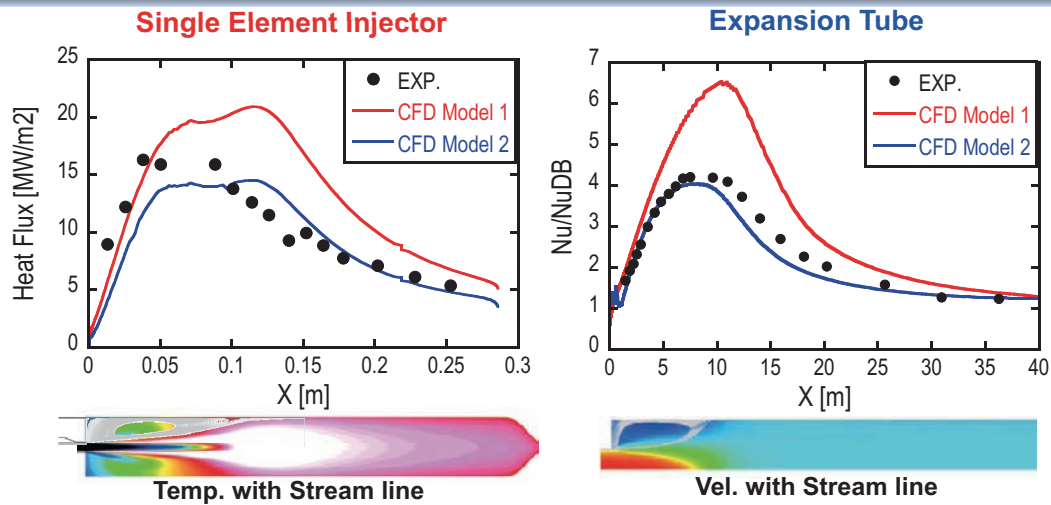 Single Element Injector
25
20
15
10
5
0
Heat Flux [MW/m2]
EXP.
CFD Model 1
CFD Model 2
0
0.05
0.1
0.15
0.2
0.25
0.3
X [m]
Temp. with Stream line
Expansion Tube
7
6
5
4
3
2
1
0
Nu/NuDB
EXP.
CFD Model 1
CFD Model 2
0
5
10
15
20
25
30
35
40
X [m]
Vel. with Stream line